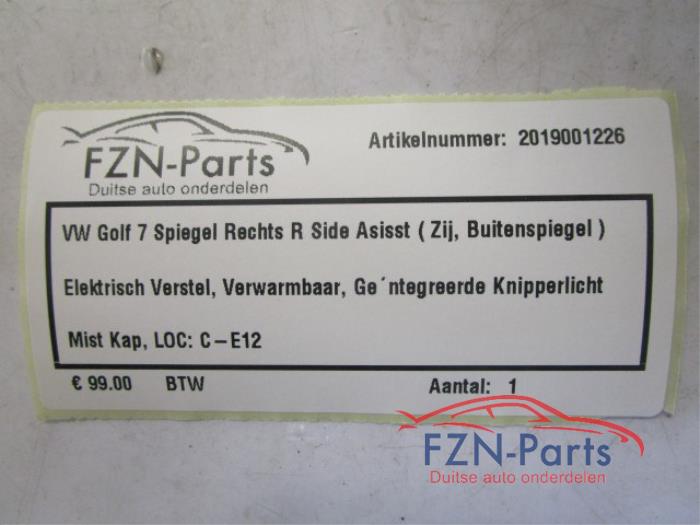 FZN-Parts
Duitse auto onderdelen
Artikelnummer: 2019001226
VW Golf 7 Spiegel Rechts R Side Asisst ( Zij, Buitenspiegel )
Elektrisch Verstel, Verwarmbaar, Ge´ntegreerde Knipperlicht
Mist Kap, LOC: C-E12
€ 99.00 BTW Aantal: 1
FZN-Parts
Duitse auto onderdelen